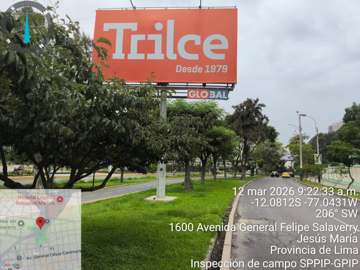 Trilce
Desde 1979
GLOBAL
12 mar 2026 9:22:33 a.m.
-12.0812S -77.0431W
206° SW
1600 Avenida General Felipe Salaverry
Jesús María
Provincia de Lima
Inspección de campo SPPIP-GPIP